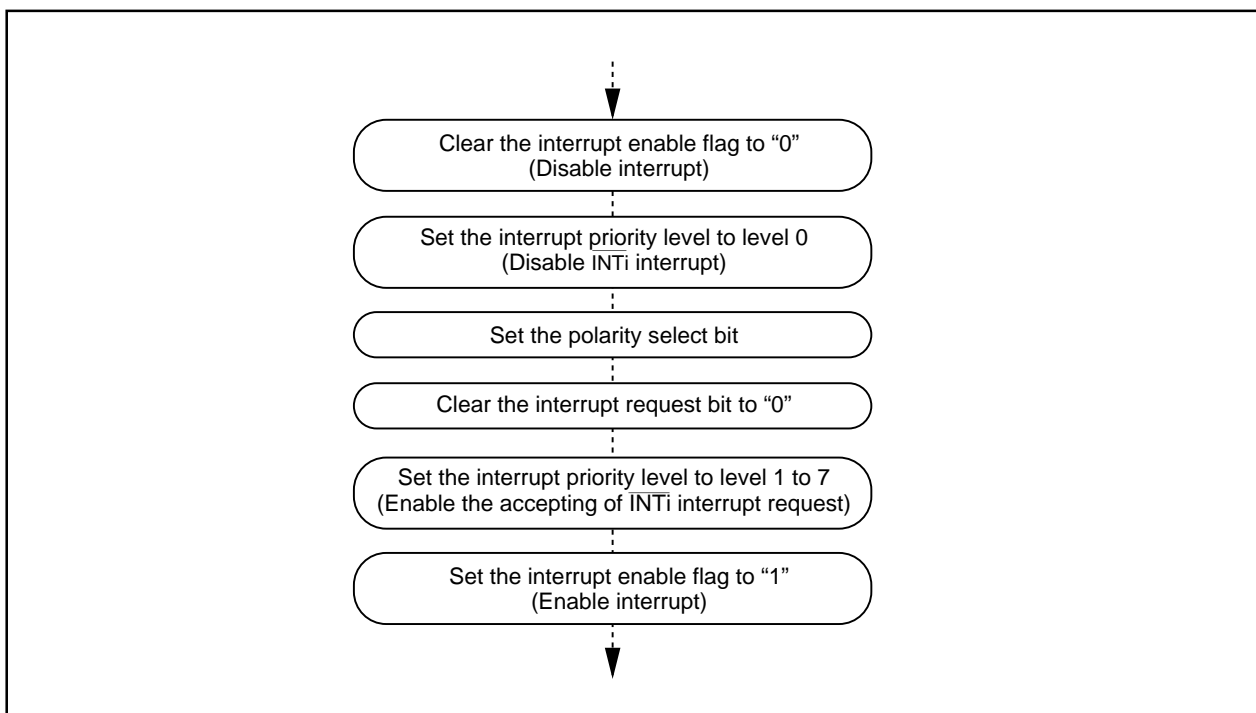 Clear the interrupt enable flag to “0”
(Disable interrupt)
Set the interrupt priority level to level 0
(Disable I̅N̅T̅i̅ interrupt)
Set the polarity select bit
Clear the interrupt request bit to “0”
Set the interrupt priority level to level 1 to 7
(Enable the accepting of I̅N̅T̅i̅ interrupt request)
Set the interrupt enable flag to “1”
(Enable interrupt)